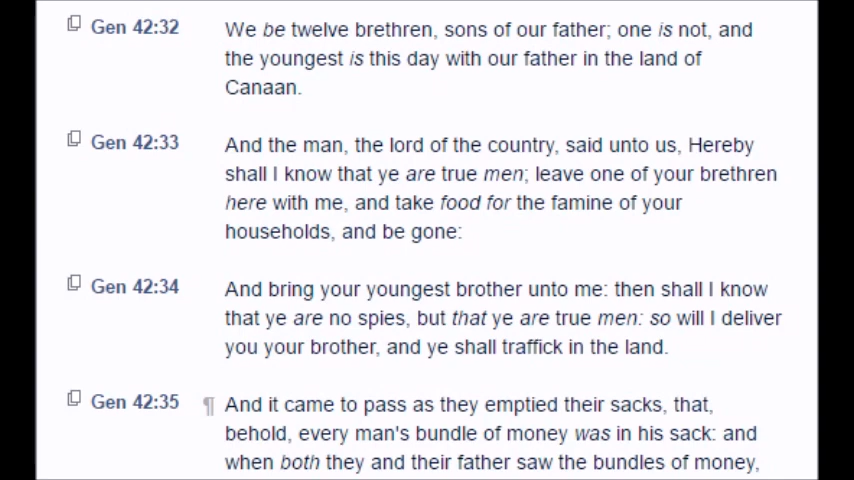 Gen 42:32 We be twelve brethren, sons of our father; one is not, and
the youngest is this day with our father in the land of
Canaan.
Gen 42:33 And the man, the lord of the country, said unto us, Hereby
shall I know that ye are true men; leave one of your brethren
here with me, and take food for the famine of your
households, and be gone:
Gen 42:34 And bring your youngest brother unto me: then shall I know
that ye are no spies, but that ye are true men: so will I deliver
you your brother, and ye shall traffick in the land.
Gen 42:35 ¶ And it came to pass as they emptied their sacks, that,
behold, every man's bundle of money was in his sack: and
when both they and their father saw the bundles of money,